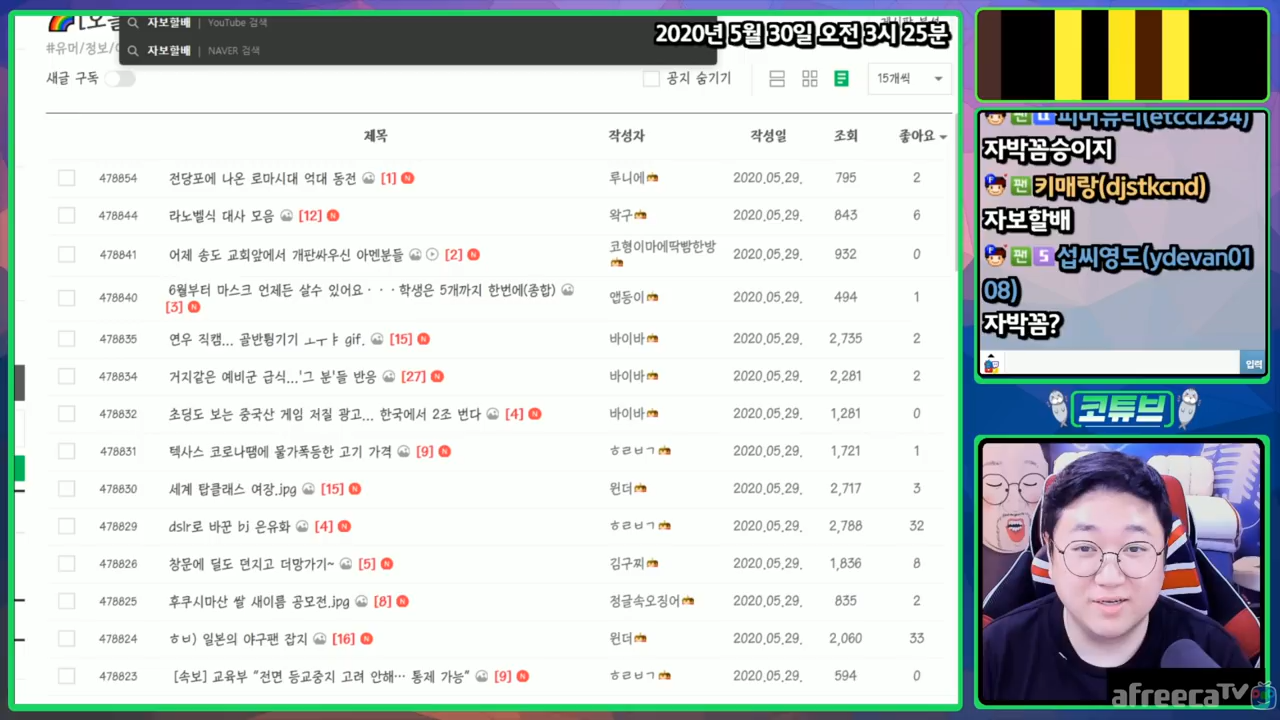 자보할배 | YouTube 검색
자보할배 | NAVER 검색
2020년 5월 30일 오전 3시 25분
새글 구독
공지 숨기기
15개씩
제목 작성자 작성일 조회 좋아요
478854 전당포에 나온 로마시대 억대 동전 [1] N 루니에 2020.05.29. 795 2
478844 라노벨식 대사 모음 [12] N 왁구 2020.05.29. 843 6
478841 어제 송도 교회앞에서 개판싸우신 아멘분들 [2] N 코형이마에딱밤한방 2020.05.29. 932 0
478840 6월부터 마스크 언제든 살수 있어요···학생은 5개까지 한번에(종합)
[3] N 앱등이 2020.05.29. 494 1
478835 연우 직캠... 골반튕기기 ㅗㅜㅑ gif. [15] N 바이바 2020.05.29. 2,735 2
478834 거지같은 예비군 급식...'그 분'들 반응 [27] N 바이바 2020.05.29. 2,281 2
478832 초딩도 보는 중국산 게임 저질 광고... 한국에서 2조 번다 [4] N 바이바 2020.05.29. 1,281 0
478831 텍사스 코로나땜에 물가폭등한 고기 가격 [9] N ㅎㄹㅂㄱ 2020.05.29. 1,721 1
478830 세계 탑클래스 여장.jpg [15] N 윈더 2020.05.29. 2,717 3
478829 dslr로 바꾼 bj 은유화 [4] N ㅎㄹㅂㄱ 2020.05.29. 2,788 32
478826 창문에 딜도 던지고 더망가기~ [5] N 김구찌 2020.05.29. 1,836 8
478825 후쿠시마산 쌀 새이름 공모전.jpg [8] N 정글속오징어 2020.05.29. 835 2
478824 ㅎㅂ) 일본의 야구팬 잡지 [16] N 윈더 2020.05.29. 2,060 33
478823 [속보] 교육부 "전면 등교중지 고려 안해… 통제 가능" [9] N ㅎㄹㅂㄱ 2020.05.29. 594 0
자박꼼승이지
팬 키매랑(djstkcnd)
자보할배
팬 S 섭씨영도(ydevan01
08)
자박꼼?
입력
코튜브
afreecaTV